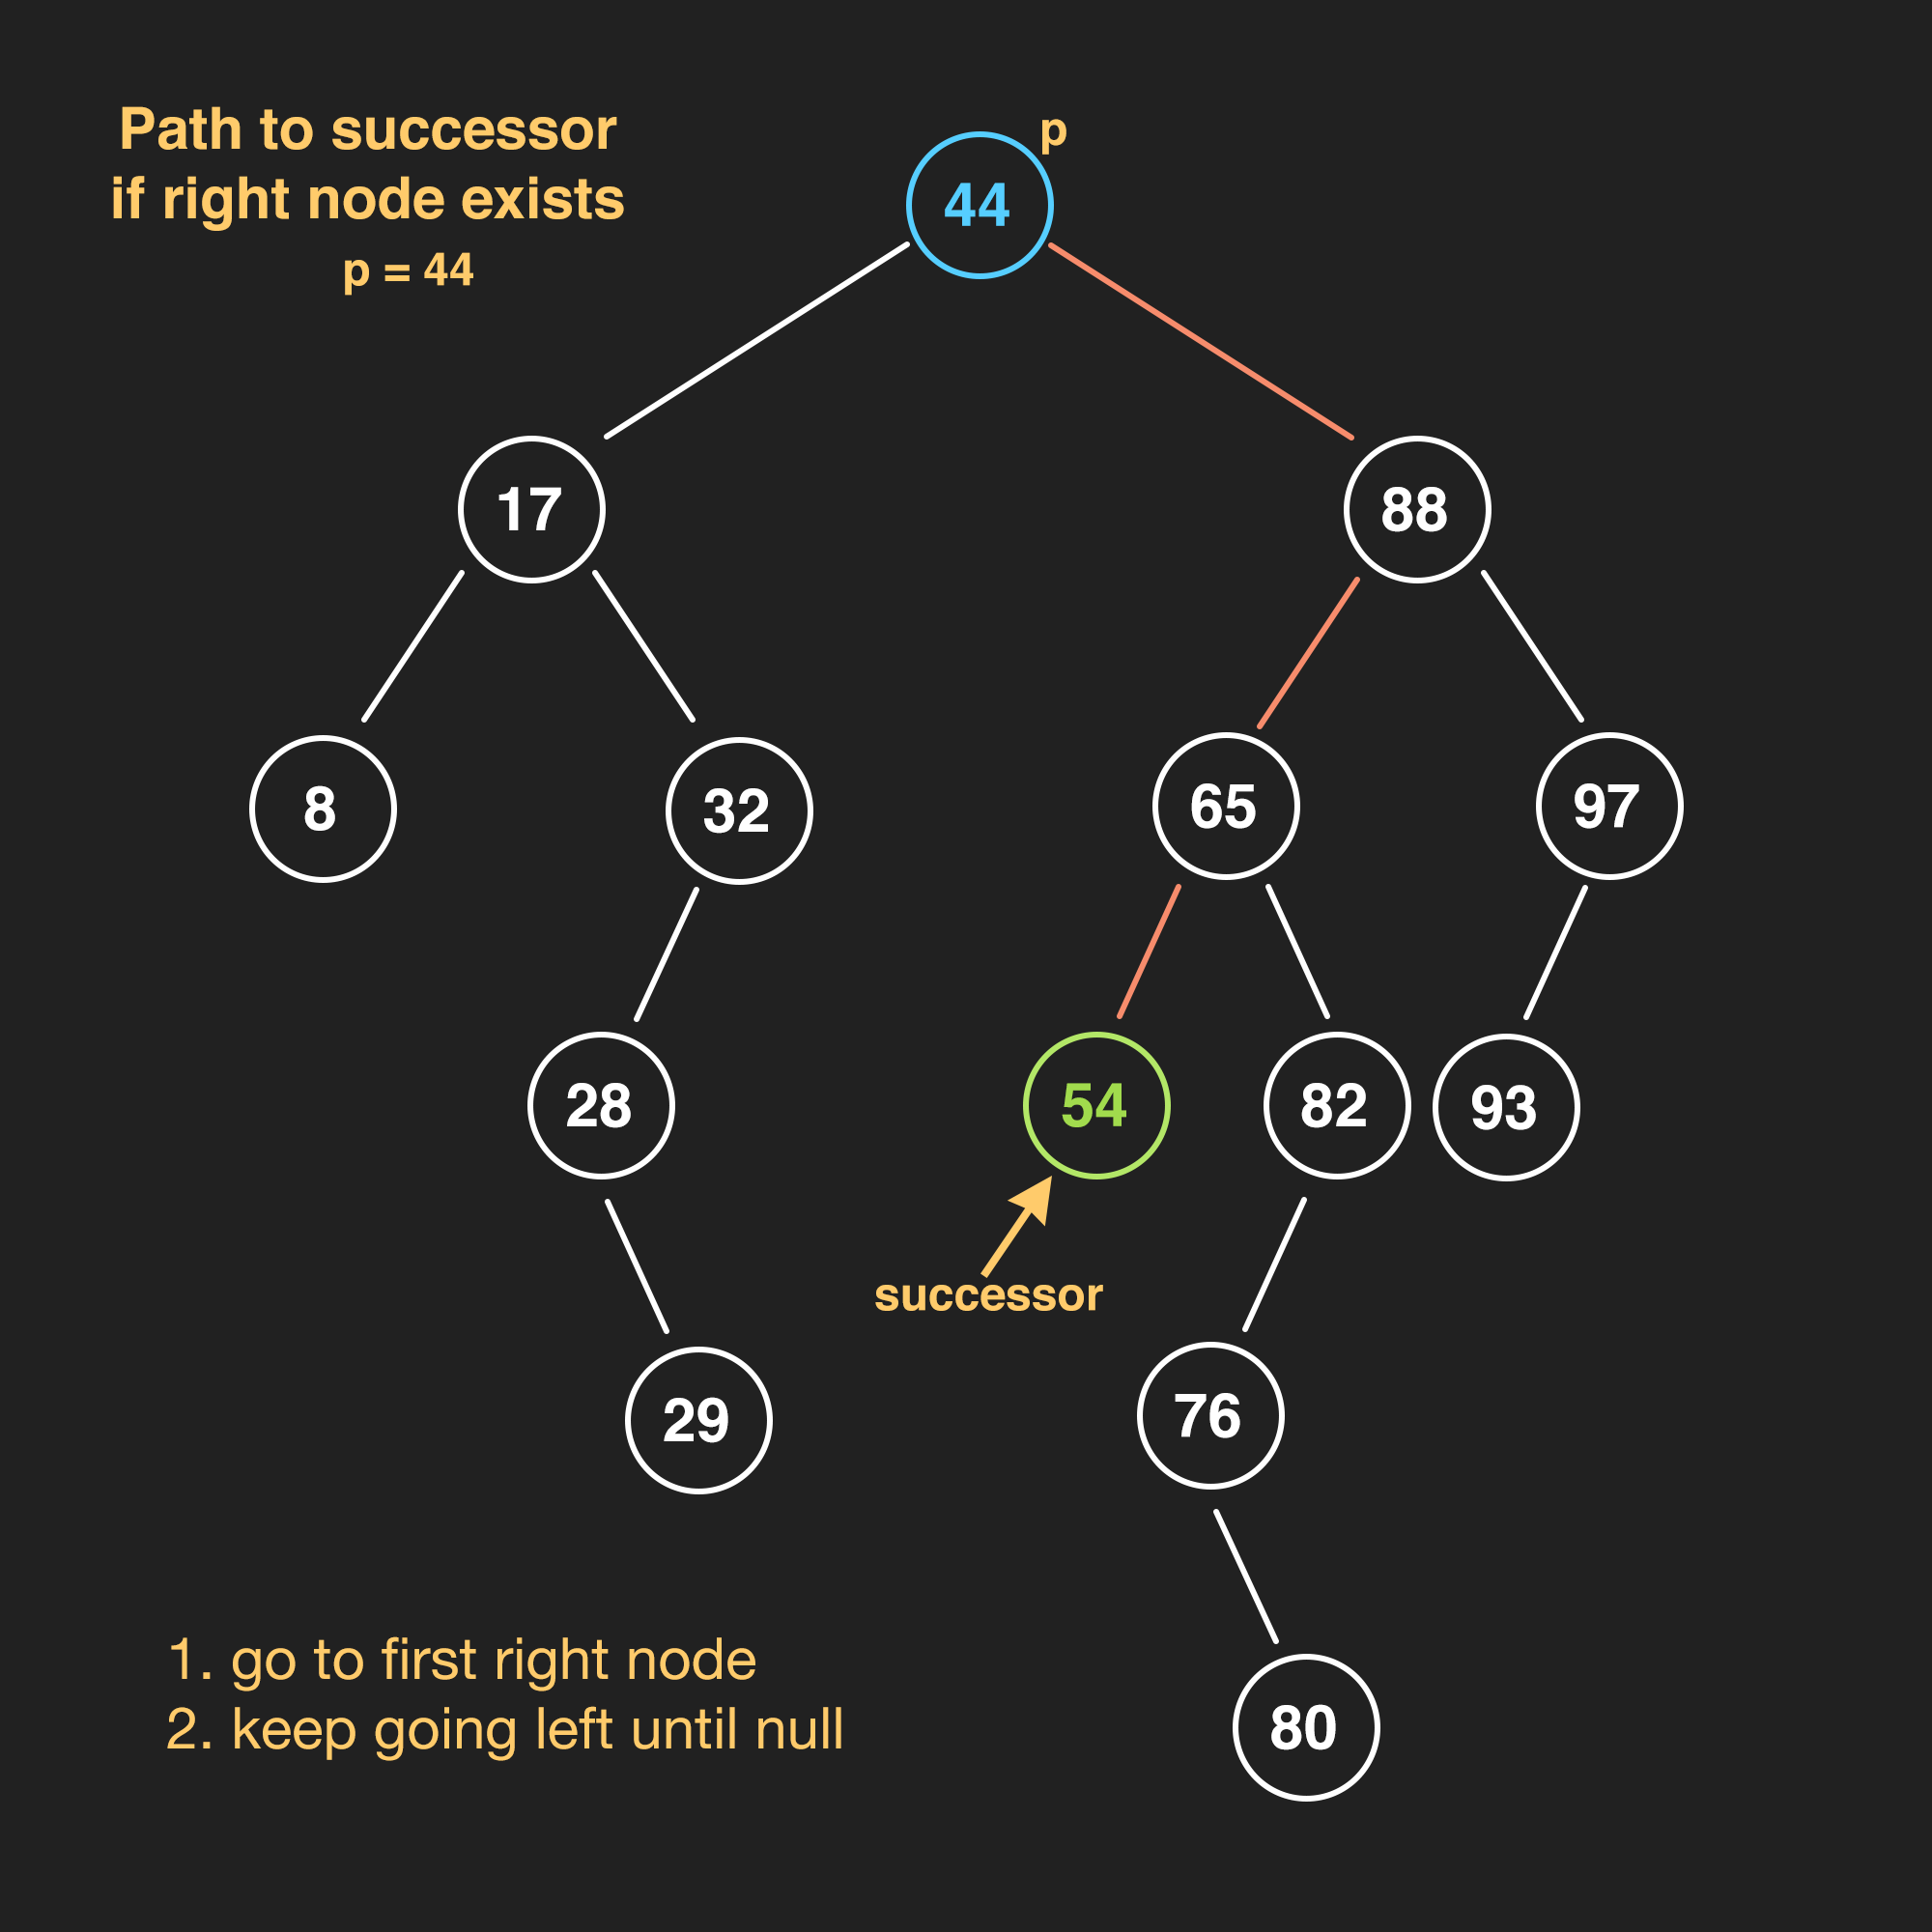 Path to successor
if right node exists
p = 44
p
44
17
88
8
32
65
97
28
54
82
93
successor
29
76
80
1. go to first right node
2. keep going left until null